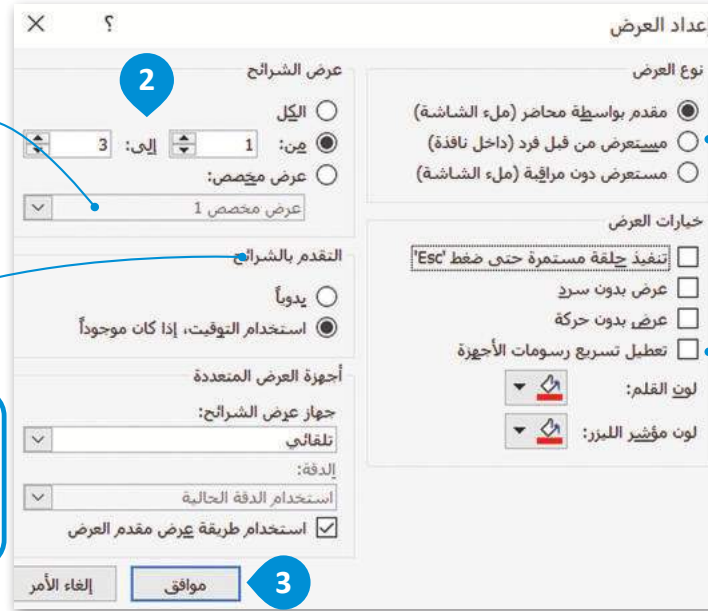 إعداد العرض
؟
نوع العرض
مقدم بواسطة محاضر (ملء الشاشة)
مستعرض من قبل فرد (داخل نافذة)
مستعرض دون مراقبة (ملء الشاشة)
خيارات العرض
تنفيذ حلقة مستمرة حتى ضغط 'Esc'
عرض بدون سرد
عرض بدون حركة
تعطيل تسريع رسومات الأجهزة
لون القلم:
لون مؤشر الليزر:
عرض الشرائح
2
الكل
من: 1 إلى: 3
عرض مخصص:
عرض مخصص 1
التقدم بالشرائح
يدوياً
استخدام التوقيت، إذا كان موجوداً
أجهزة العرض المتعددة
جهاز عرض الشرائح:
تلقائي
الدقة:
استخدام الدقة الحالية
استخدام طريقة عرض مقدم العرض
3
موافق
إلغاء الأمر